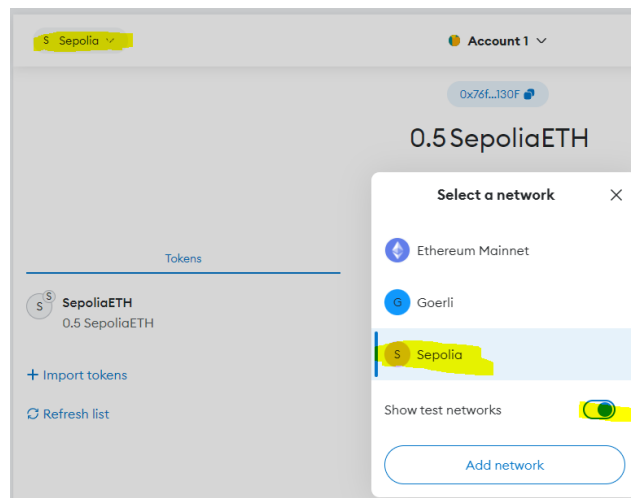 S Sepolia
Account 1
0x76f...130F
0.5 SepoliaETH
Select a network
Ethereum Mainnet
Tokens
G Goerli
S S SepoliaETH
0.5 SepoliaETH
S Sepolia
+ Import tokens
Show test networks
Refresh list
Add network